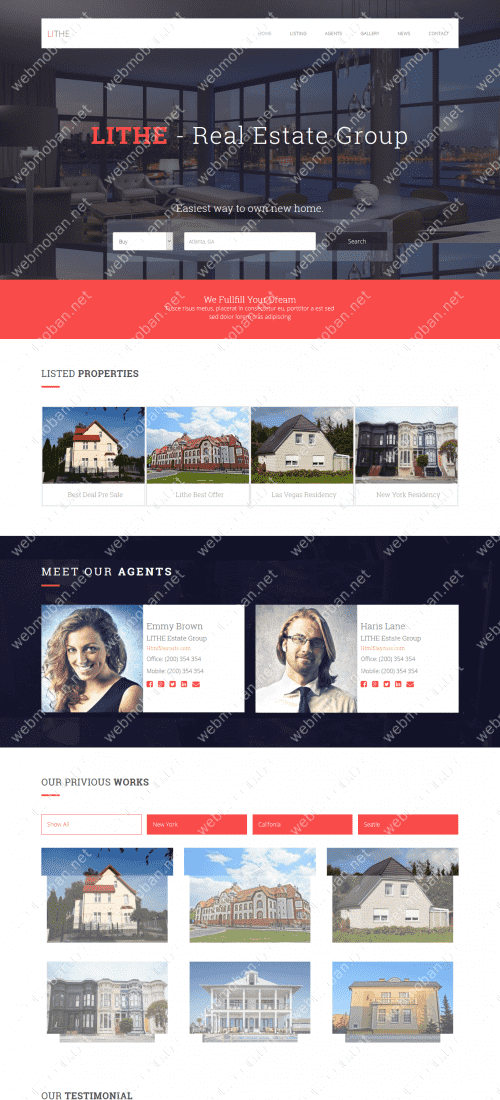 LITHE
HOME LISTING AGENTS GALLERY NEWS CONTACT
LITHE - Real Estate Group
Easiest way to own new home.
Buy
Atlanta, GA
Search
We Fullfill Your Dream
Fusce risus metus, placerat in consectetur eu, porttitor a est sed
sed dolor lorem cras adipiscing
LISTED PROPERTIES
Best Deal Pre Sale
Lithe Best Offer
Las Vegas Residency
New York Residency
MEET OUR AGENTS
Emmy Brown
LITHE Estate Group
Office: (200) 354 354
Mobile: (200) 354 354
Haris Lane
LITHE Estate Group
Office: (200) 354 354
Mobile: (200) 354 354
OUR PRIVIOUS WORKS
Show All
New York
Califonia
Seatle
OUR TESTIMONIAL
webmoban.net